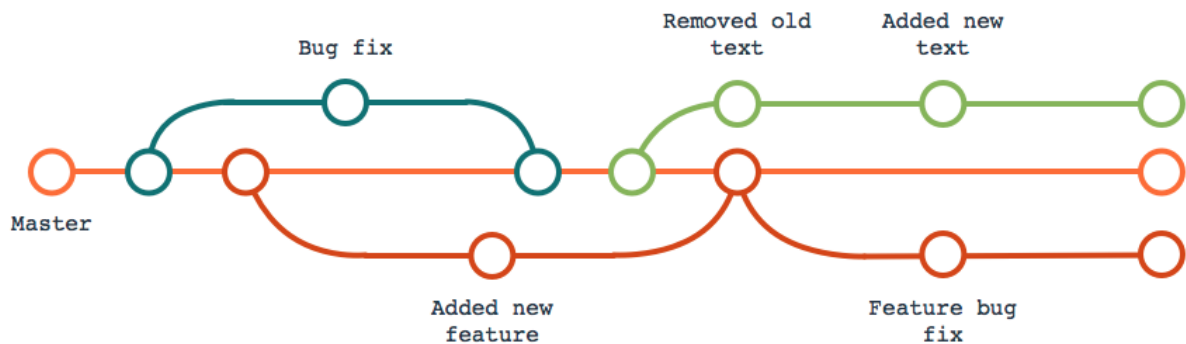 Removed old
text
Added new
text
Bug fix
Master
Added new
feature
Feature bug
fix